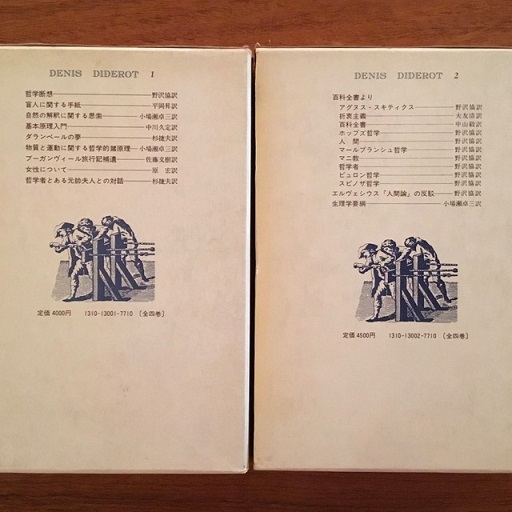 DENIS DIDEROT 1
哲学断想──野沢協訳
盲人に関する手紙──平岡昇訳
自然の解釈に関する思索──小場瀬卓三訳
基本原理入門──中川久定訳
ダランベールの夢──杉捷夫訳
物質と運動に関する哲学的諸原理─小場瀬卓三訳
ブーガンヴィール旅行記補遺──佐藤文樹訳
女性について──原 宏訳
哲学者とある元帥夫人との対話──杉捷夫訳
定価 4000円 1310-13001-7710 〔全四巻〕
DENIS DIDEROT 2
百科全書より
アグヌス・スキティクス──野沢協訳
折衷主義──大友浩訳
百科全書──中山毅訳
ホッブズ哲学──野沢協訳
人 間──野沢協訳
マールブランシュ哲学──野沢協訳
マニ教──野沢協訳
哲学者──野沢協訳
ピュロン哲学──野沢協訳
スピノザ哲学──野沢協訳
エルヴェシウス「人間論」の反駁──野沢協訳
生理学要綱──小場瀬卓三訳
定価 4500円 1310-13002-7710 〔全四巻〕